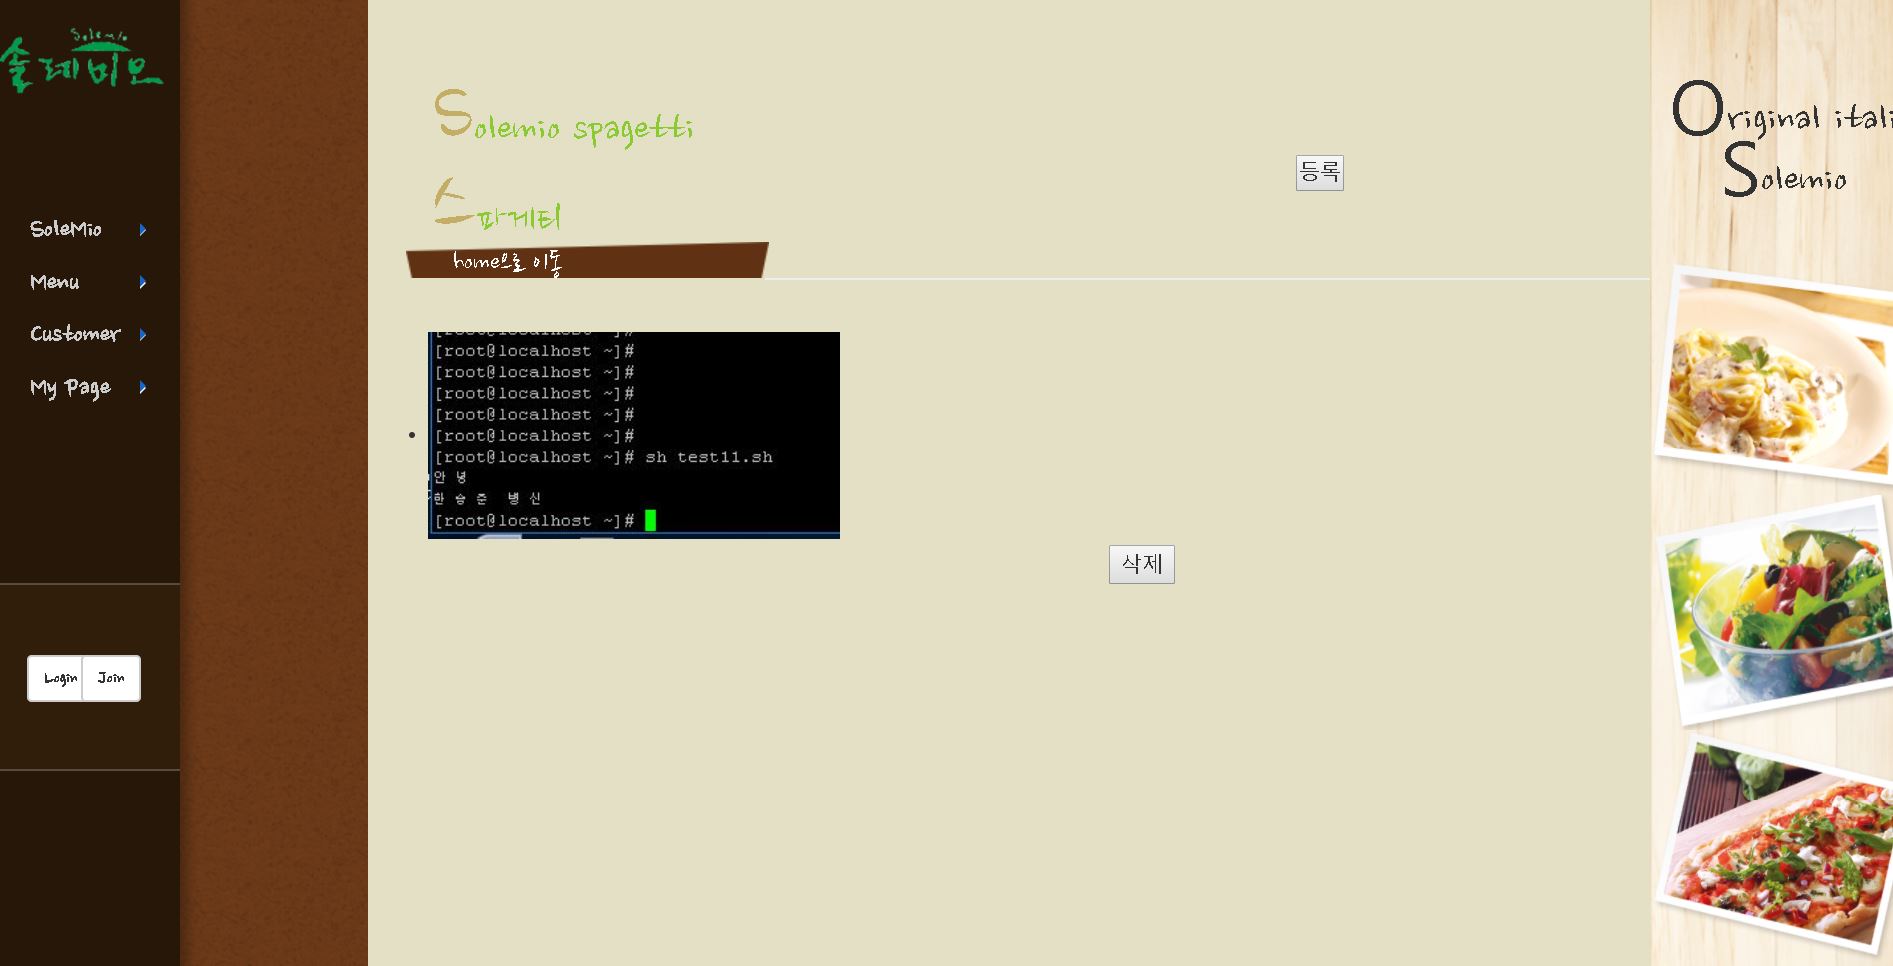 Solemio
솔레미오
SoleMio
Menu
Customer
My Page
Login
Join
Solemio spagetti
스파게티
등록
home으로 이동
[root@localhost ~]#
[root@localhost ~]#
[root@localhost ~]#
[root@localhost ~]#
[root@localhost ~]#
[root@localhost ~]#
[root@localhost ~]# sh test11.sh
안 녕
한 승 준 병 신
[root@localhost ~]#
삭제
Original itali
Solemio